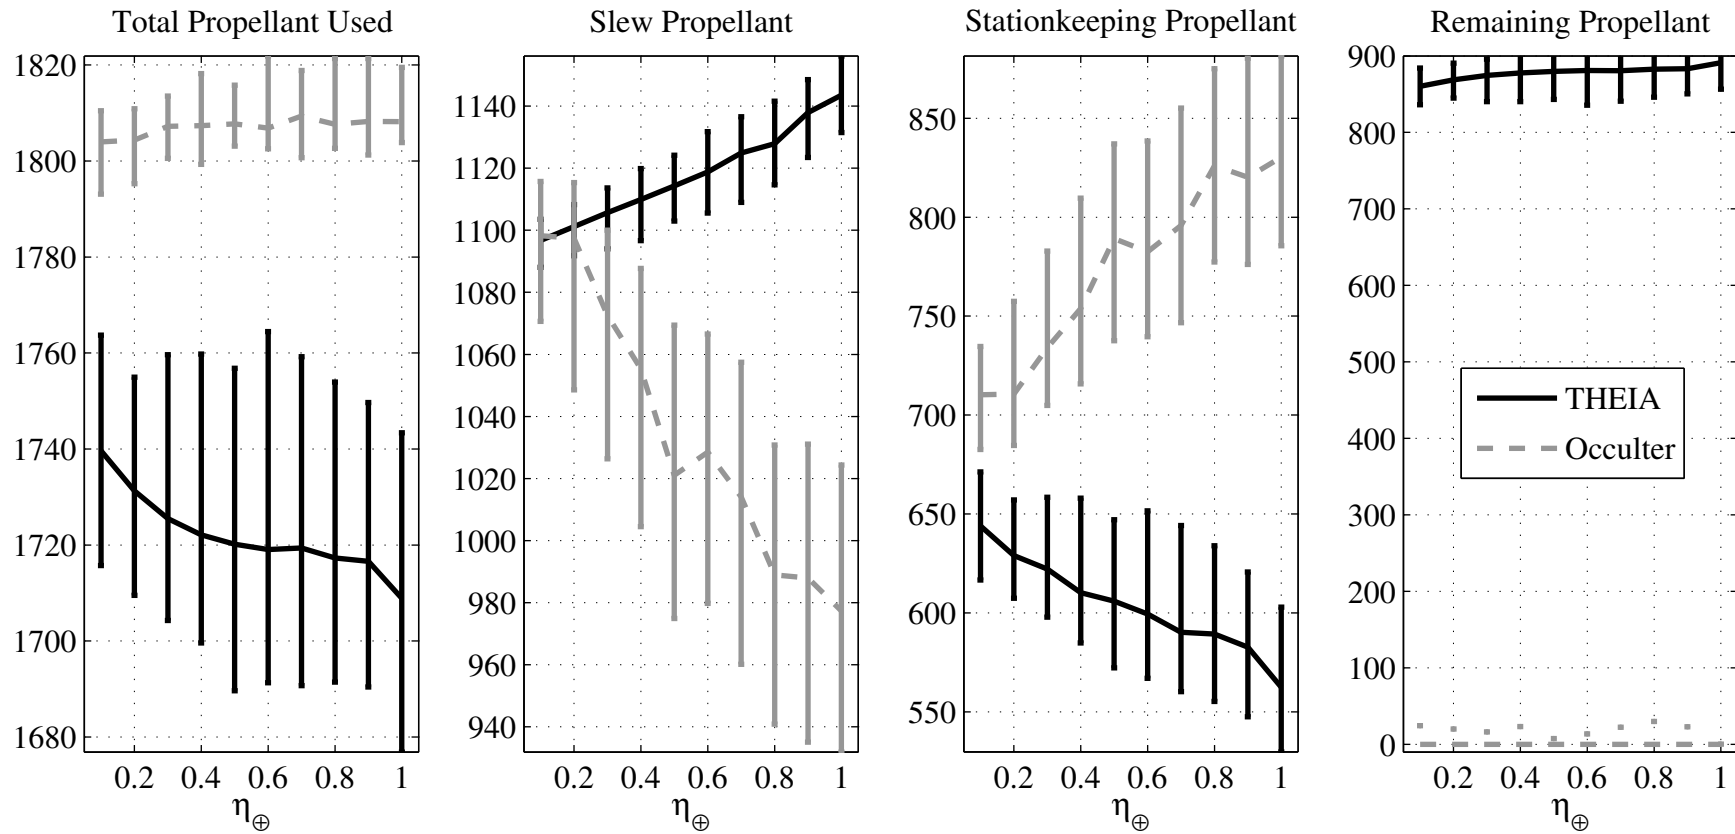 Total Propellant Used
Slew Propellant
Stationkeeping Propellant
Remaining Propellant
1820
1800
1780
1760
1740
1720
1700
1680
0.2 0.4 0.6 0.8 1
η⊕
1140
1120
1100
1080
1060
1040
1020
1000
980
960
940
0.2 0.4 0.6 0.8 1
η⊕
850
800
750
700
650
600
550
0.2 0.4 0.6 0.8 1
η⊕
900
800
700
600
500
400
300
200
100
0
0.2 0.4 0.6 0.8 1
η⊕
THEIA
Occulter